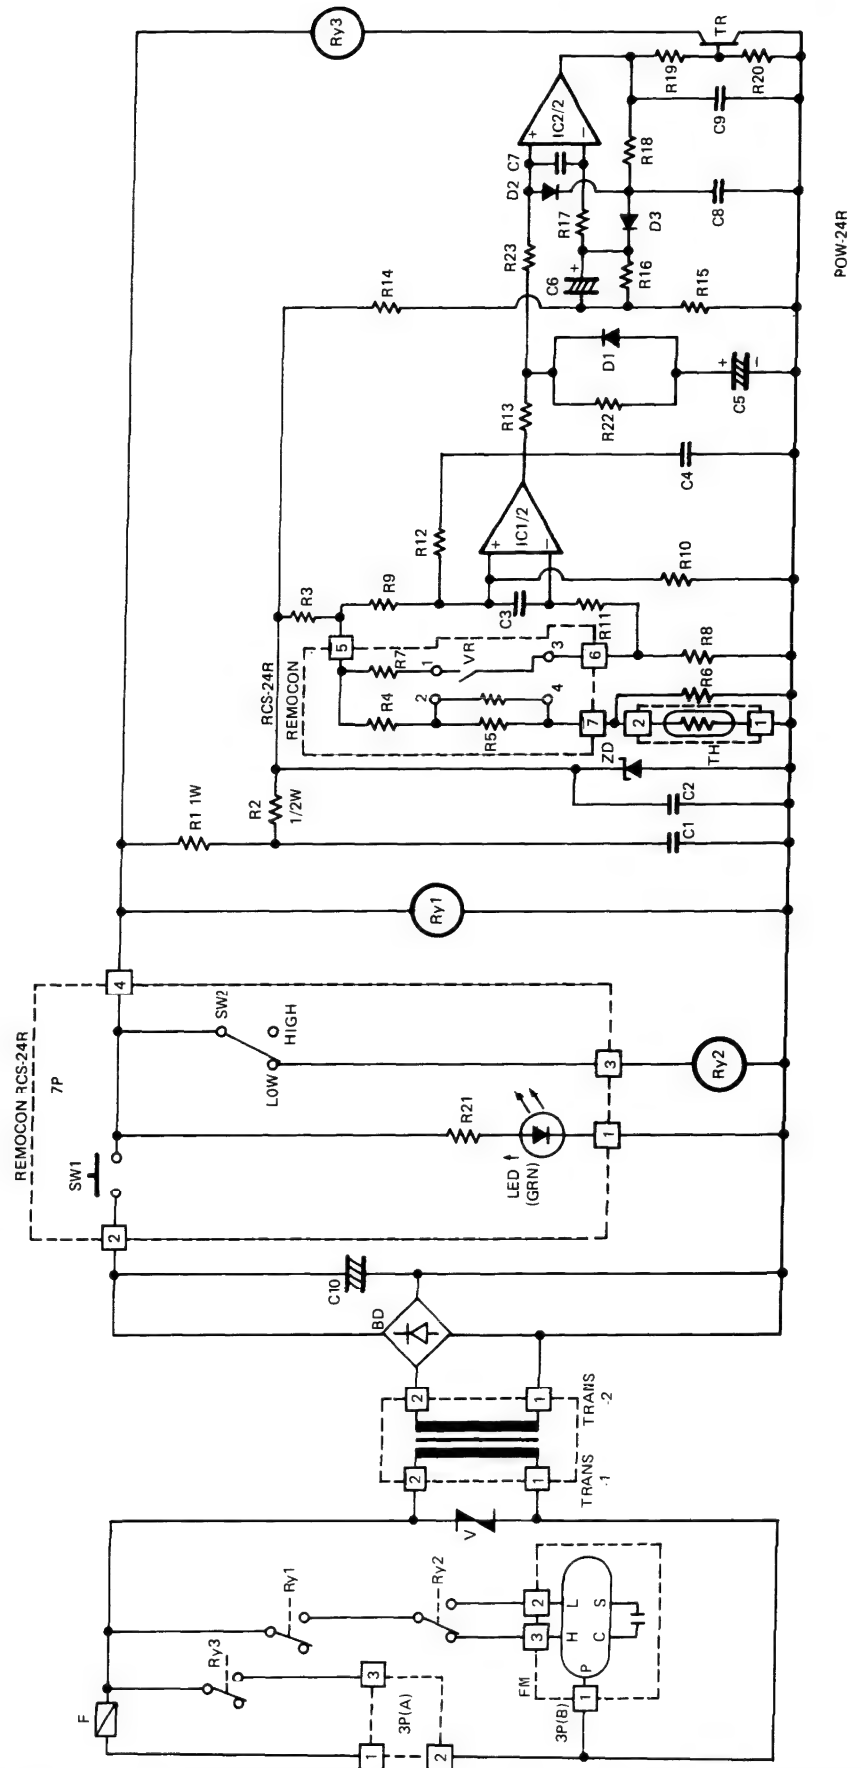 F
Ry3
Ry1
Ry2
1
3
2
3P(A)
FM
3
2
H
L
P
C
S
3P(B)
1
V
2
1
TRANS
-1
2
1
TRANS
-2
BD
C10
REMOCON RCS-24R
7P
2
SW1
4
SW2
LOW
HIGH
R21
LED
(GRN)
1
3
Ry2
Ry1
R1 1W
R2
1/2W
C1
C2
ZD
RCS-24R
REMOCON
R3
5
R4
R7
2
1
VR
R5
4
3
7
6
2
TH
1
R6
R8
R9
R12
C3
R11
R10
+
−
IC1/2
C4
R13
R22
D1
+
−
C5
R14
R23
C6
+
R16
R15
D2
C7
R17
D3
C8
+
−
IC2/2
R18
C9
R19
R20
TR
Ry3
POW-24R